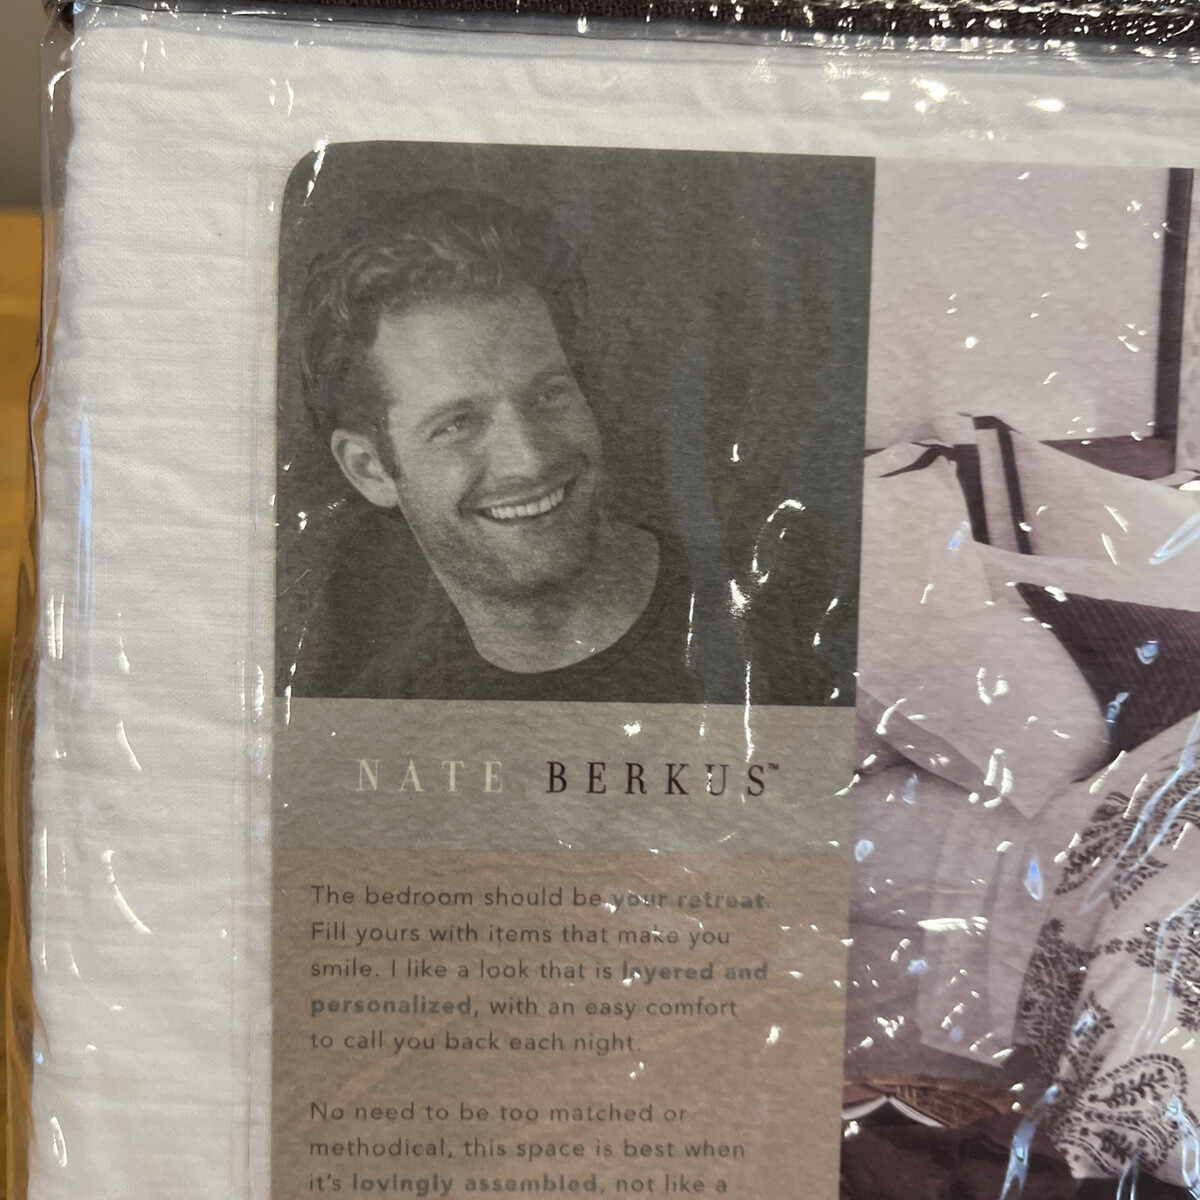 NATE BERKUS™
The bedroom should be your retreat.
Fill yours with items that make you
smile. I like a look that is layered and
personalized, with an easy comfort
to call you back each night.
No need to be too matched or
methodical, this space is best when
it's lovingly assembled, not like a